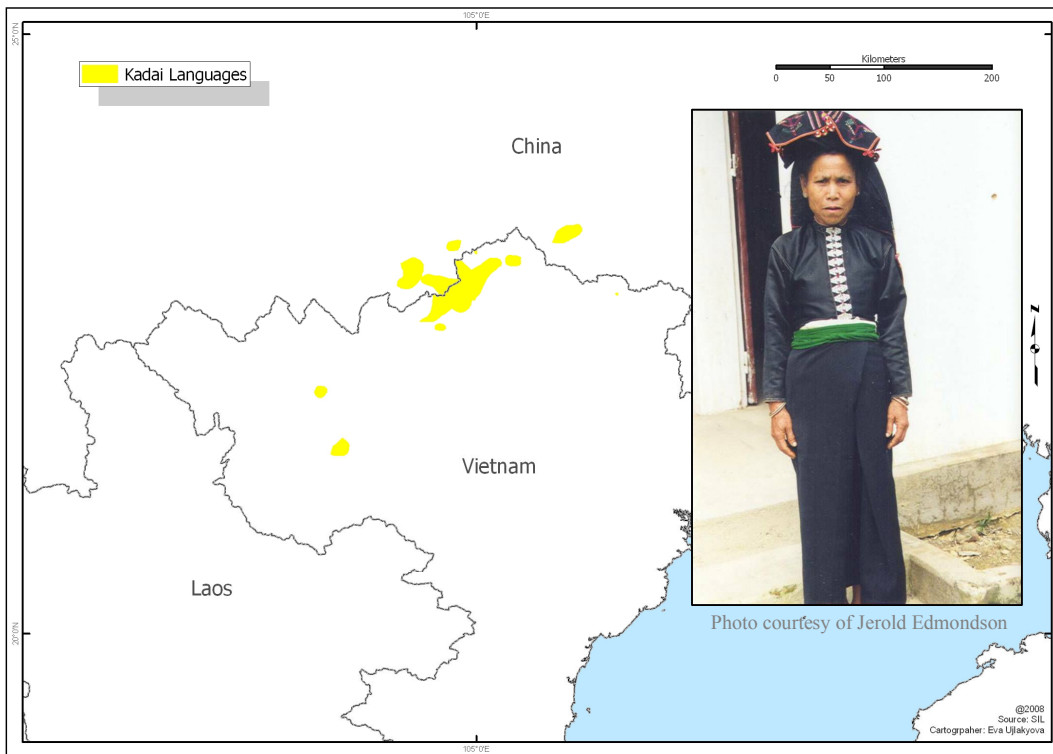 105°0'E
25°0'N
Kadai Languages
Kilometers
0 50 100 200
China
Vietnam
Laos
Photo courtesy of Jerold Edmondson
20°0'N
@2008
Source: SIL
Cartogrpaher: Eva Ujlakyova
105°0'E
N